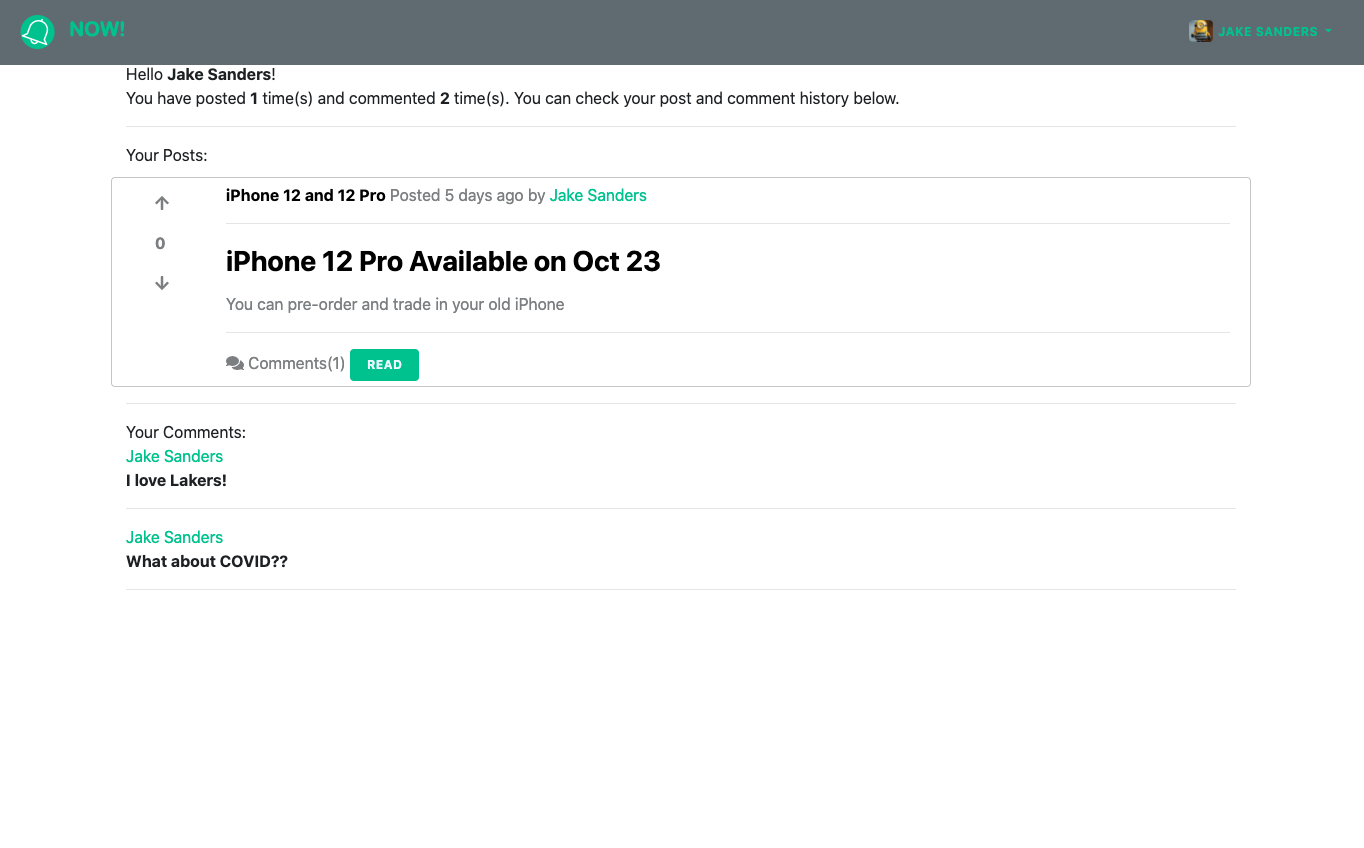 NOW!
JAKE SANDERS
Hello Jake Sanders!
You have posted 1 time(s) and commented 2 time(s). You can check your post and comment history below.
Your Posts:
iPhone 12 and 12 Pro Posted 5 days ago by Jake Sanders
0
iPhone 12 Pro Available on Oct 23
You can pre-order and trade in your old iPhone
Comments(1) READ
Your Comments:
Jake Sanders
I love Lakers!
Jake Sanders
What about COVID??